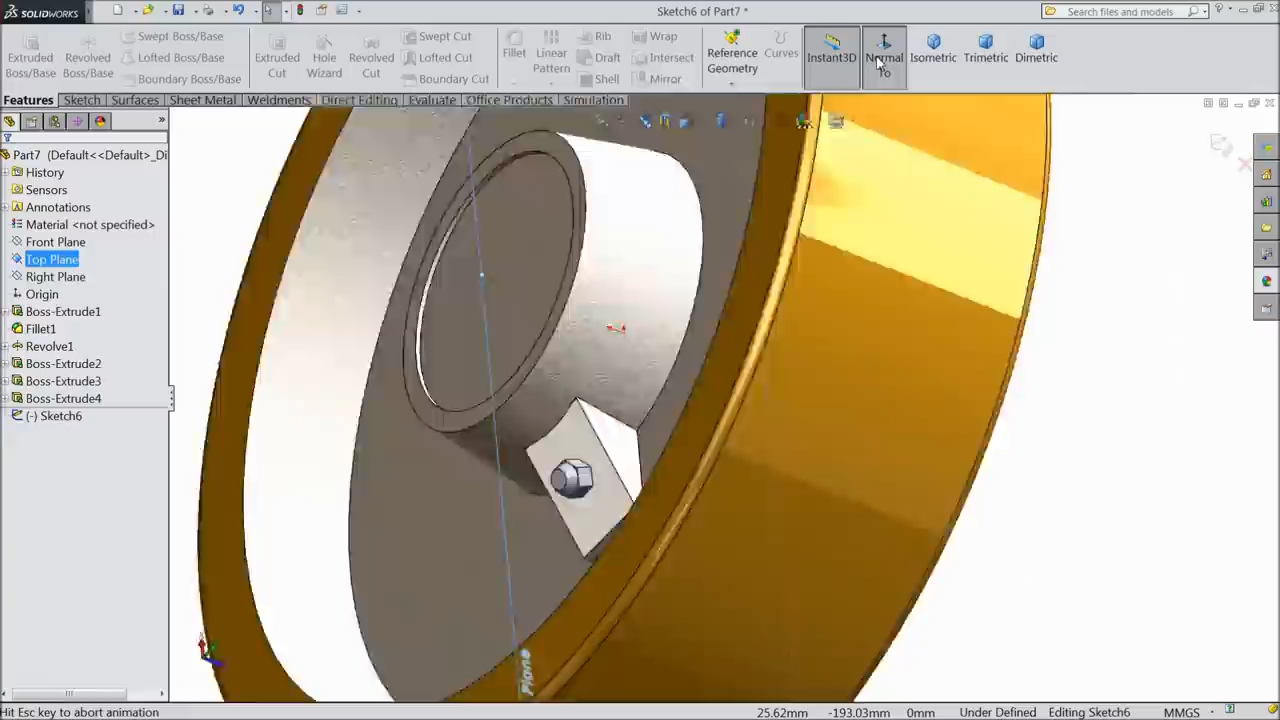 SOLIDWORKS
Sketch6 of Part7 *
Search files and models
Extruded Boss/Base
Revolved Boss/Base
Swept Boss/Base
Lofted Boss/Base
Boundary Boss/Base
Extruded Cut
Hole Wizard
Revolved Cut
Swept Cut
Lofted Cut
Boundary Cut
Fillet
Linear Pattern
Rib
Draft
Shell
Wrap
Intersect
Mirror
Reference Geometry
Curves
Instant3D
Normal To
Isometric
Trimetric
Dimetric
Features Sketch Surfaces Sheet Metal Weldments Direct Editing Evaluate Office Products Simulation
Part7 (Default<<Default>_Di
History
Sensors
Annotations
Material <not specified>
Front Plane
Top Plane
Right Plane
Origin
Boss-Extrude1
Fillet1
Revolve1
Boss-Extrude2
Boss-Extrude3
Boss-Extrude4
(-) Sketch6
Plane
Hit Esc key to abort animation 25.62mm -193.03mm 0mm Under Defined Editing Sketch6 MMGS